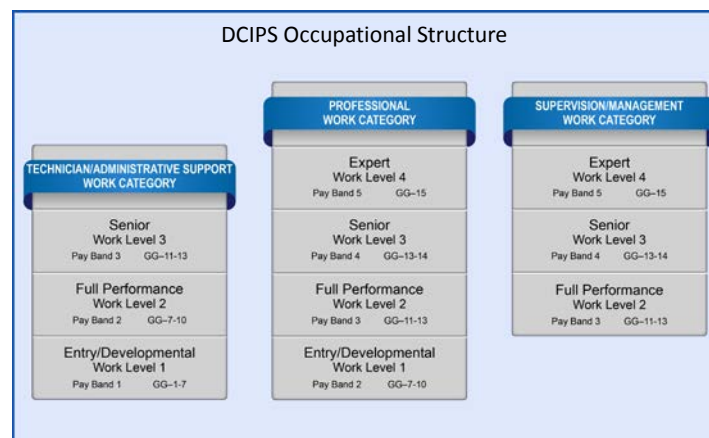 DCIPS Occupational Structure
TECHNICIAN/ADMINISTRATIVE SUPPORT
WORK CATEGORY
Senior
Work Level 3
Pay Band 3 GG–11-13
Full Performance
Work Level 2
Pay Band 2 GG–7-10
Entry/Developmental
Work Level 1
Pay Band 1 GG–1-7
PROFESSIONAL
WORK CATEGORY
Expert
Work Level 4
Pay Band 5 GG–15
Senior
Work Level 3
Pay Band 4 GG–13-14
Full Performance
Work Level 2
Pay Band 3 GG–11-13
Entry/Developmental
Work Level 1
Pay Band 2 GG–7-10
SUPERVISION/MANAGEMENT
WORK CATEGORY
Expert
Work Level 4
Pay Band 5 GG–15
Senior
Work Level 3
Pay Band 4 GG–13-14
Full Performance
Work Level 2
Pay Band 3 GG–11-13